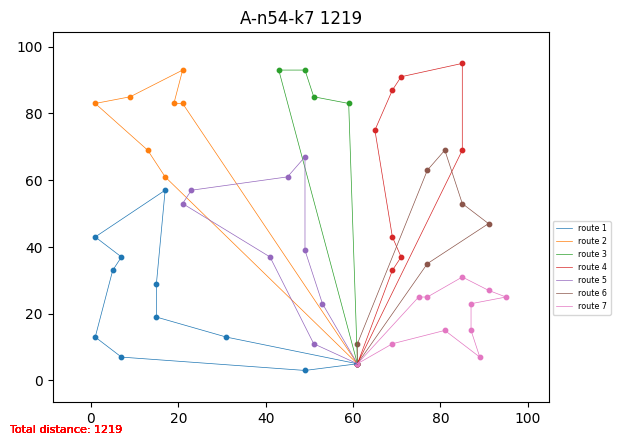 A-n54-k7 1219
100
80
60
40
20
0
0 20 40 60 80 100
route 1
route 2
route 3
route 4
route 5
route 6
route 7
Total distance: 1219